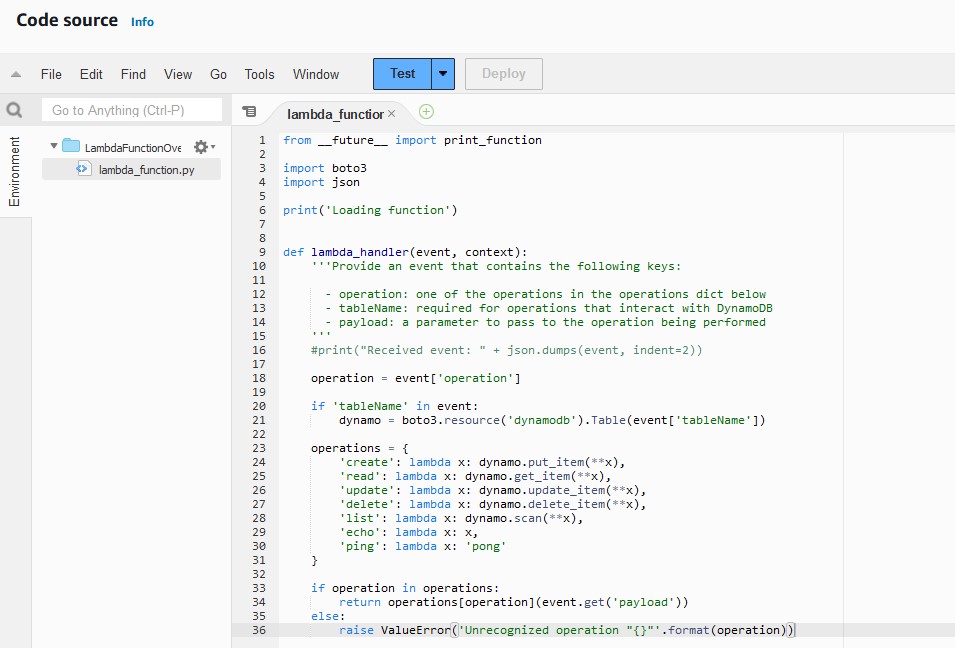 Code source Info
File Edit Find View Go Tools Window Test Deploy
Go to Anything (Ctrl-P)
lambda_function
Environment
LambdaFunctionOve
lambda_function.py
1 from __future__ import print_function
2
3 import boto3
4 import json
5
6 print('Loading function')
7
8
9 def lambda_handler(event, context):
10 '''Provide an event that contains the following keys:
11
12 - operation: one of the operations in the operations dict below
13 - tableName: required for operations that interact with DynamoDB
14 - payload: a parameter to pass to the operation being performed
15 '''
16 #print("Received event: " + json.dumps(event, indent=2))
17
18 operation = event['operation']
19
20 if 'tableName' in event:
21 dynamo = boto3.resource('dynamodb').Table(event['tableName'])
22
23 operations = {
24 'create': lambda x: dynamo.put_item(**x),
25 'read': lambda x: dynamo.get_item(**x),
26 'update': lambda x: dynamo.update_item(**x),
27 'delete': lambda x: dynamo.delete_item(**x),
28 'list': lambda x: dynamo.scan(**x),
29 'echo': lambda x: x,
30 'ping': lambda x: 'pong'
31 }
32
33 if operation in operations:
34 return operations[operation](event.get('payload'))
35 else:
36 raise ValueError('Unrecognized operation "{}"'.format(operation))